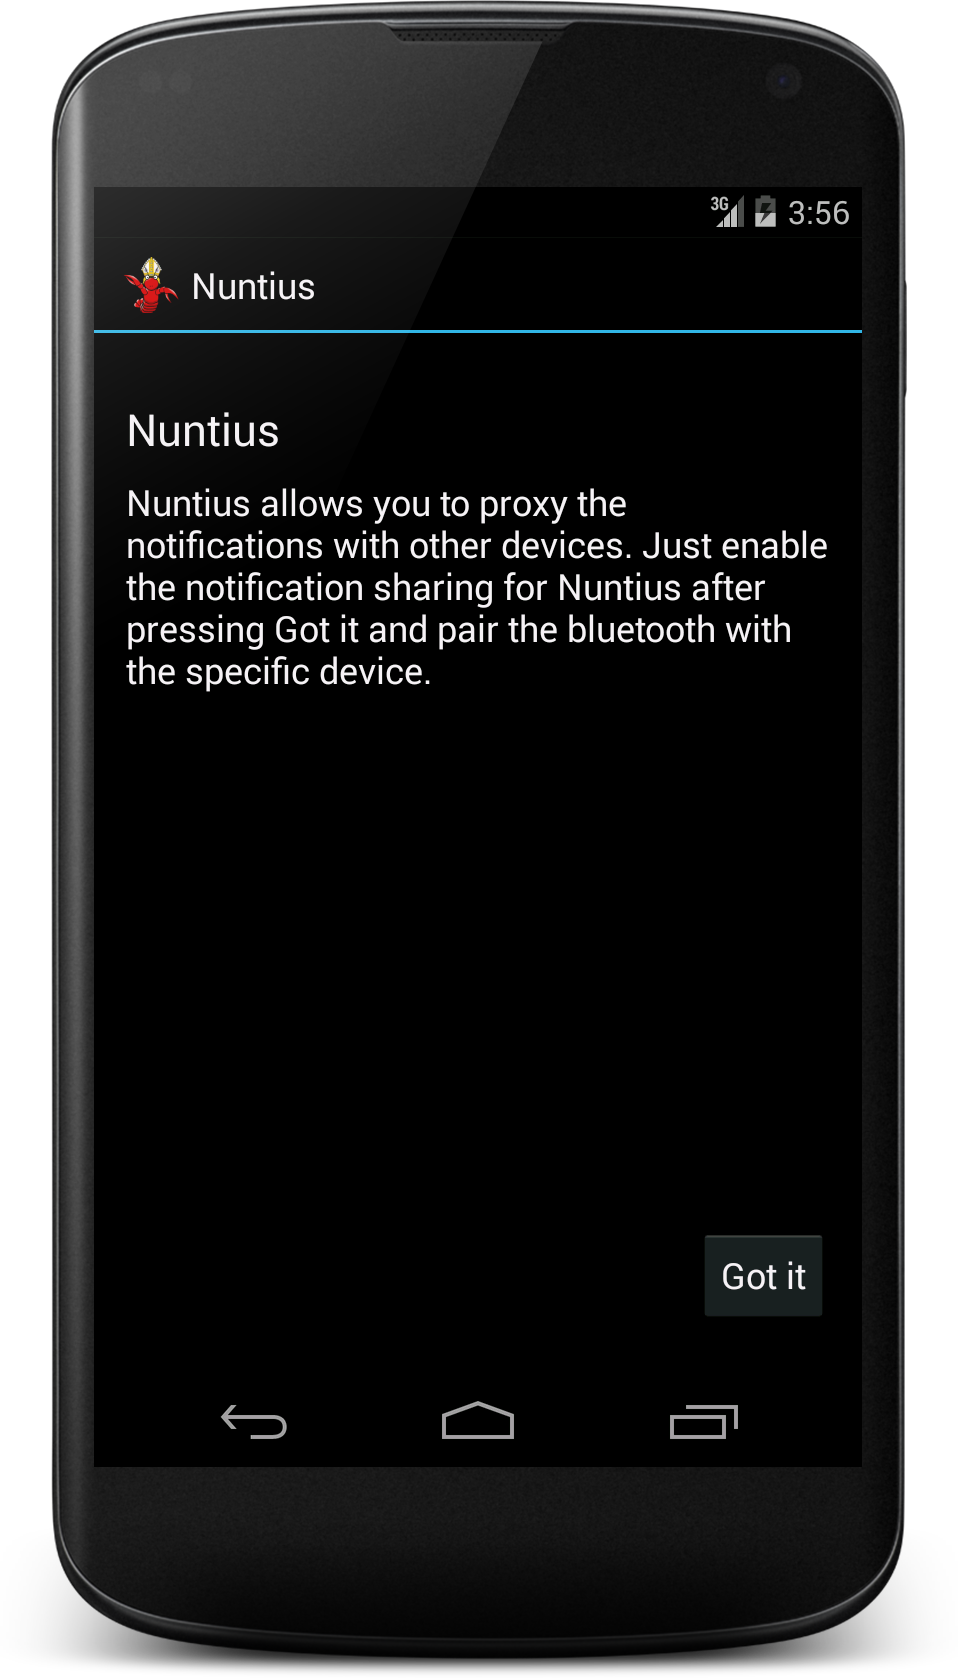 3G 3:56
Nuntius
Nuntius
Nuntius allows you to proxy the
notifications with other devices. Just enable
the notification sharing for Nuntius after
pressing Got it and pair the bluetooth with
the specific device.
Got it